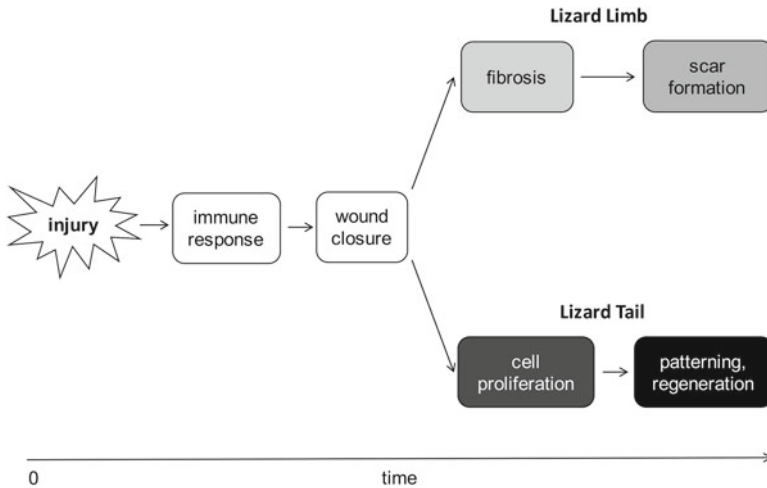 Lizard Limb
fibrosis
scar
formation
injury
immune
response
wound
closure
Lizard Tail
cell
proliferation
patterning,
regeneration
0
time